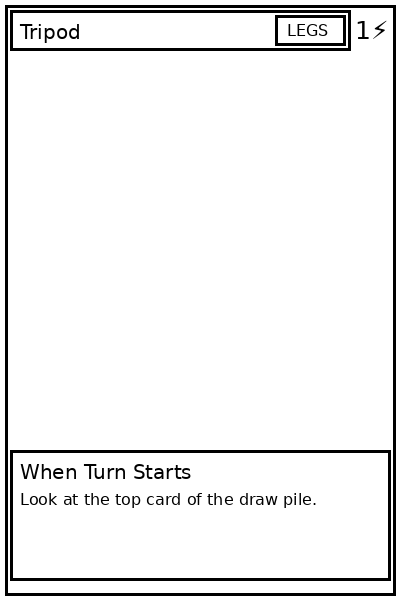 Tripod
LEGS
1⚡
When Turn Starts
Look at the top card of the draw pile.